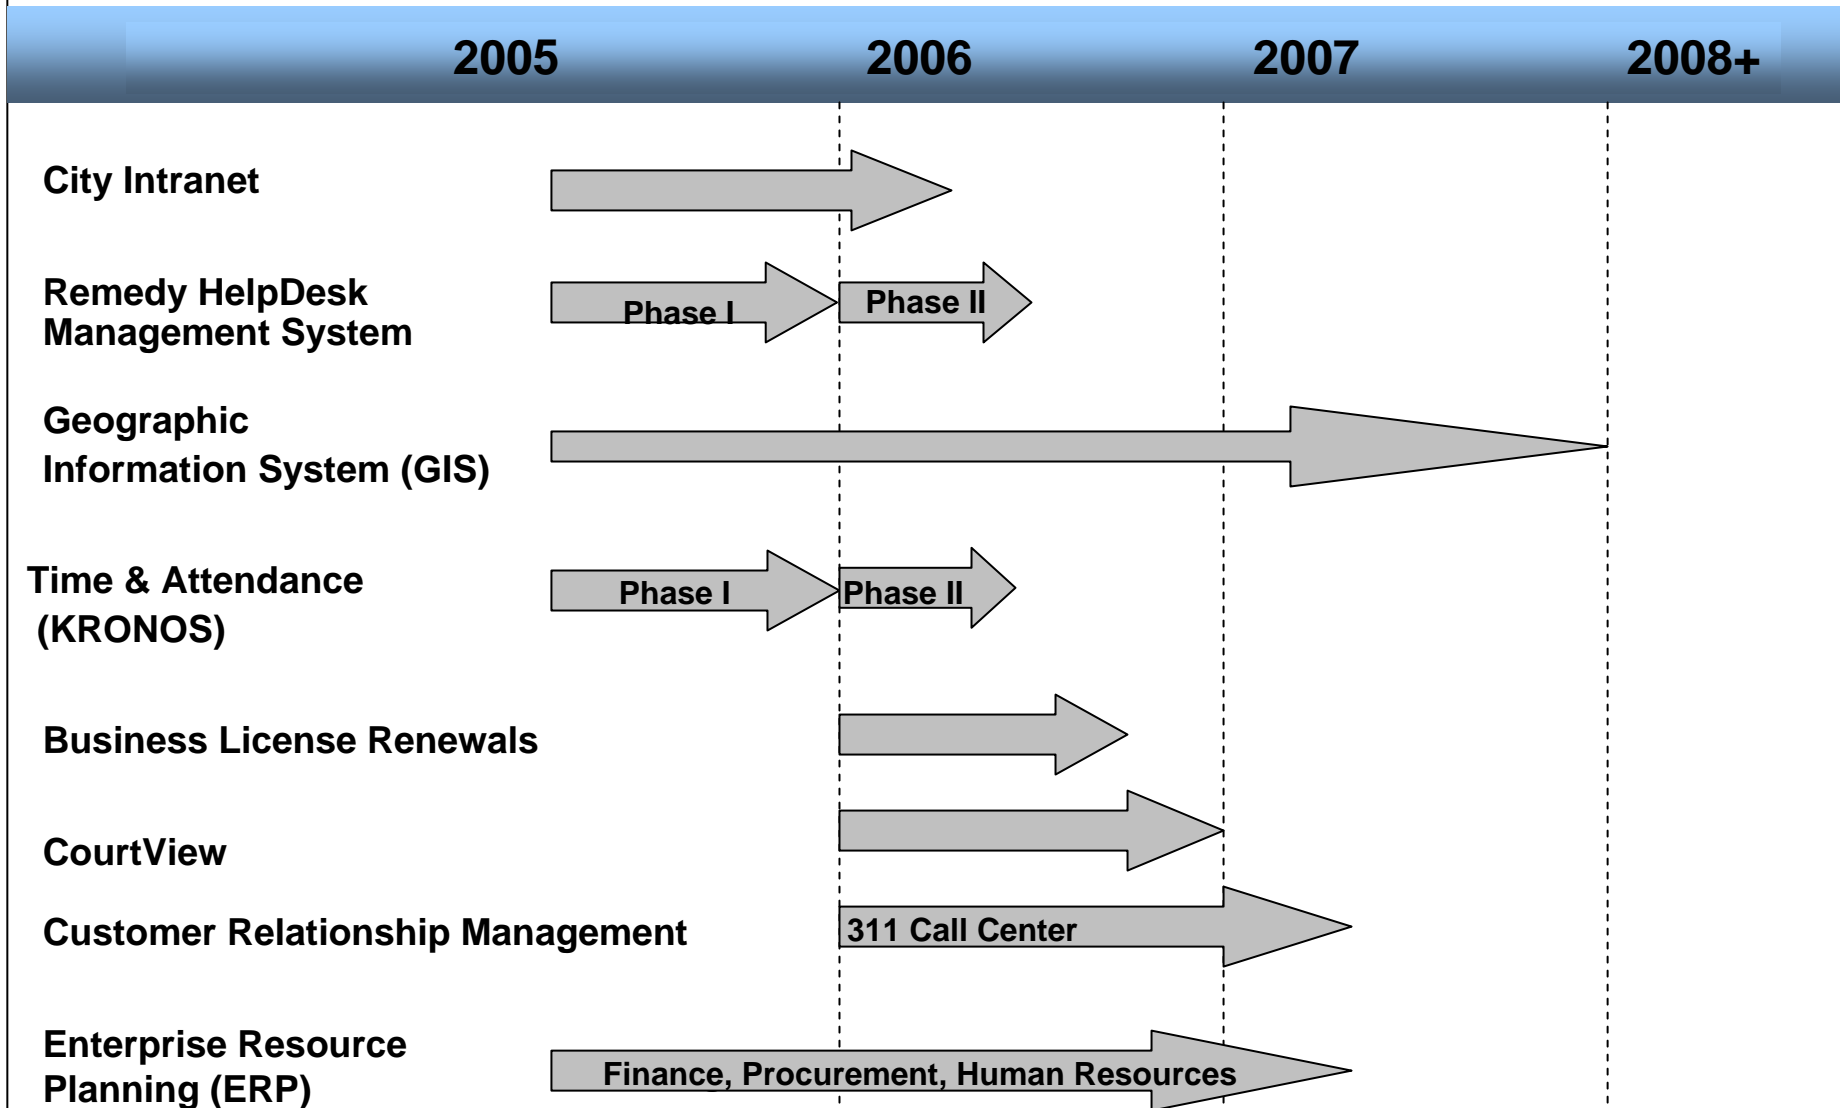 2005 2006 2007 2008+
City Intranet
Remedy HelpDesk
Management System
Phase I
Phase II
Geographic
Information System (GIS)
Time & Attendance
(KRONOS)
Phase I
Phase II
Business License Renewals
CourtView
Customer Relationship Management
311 Call Center
Enterprise Resource
Planning (ERP)
Finance, Procurement, Human Resources